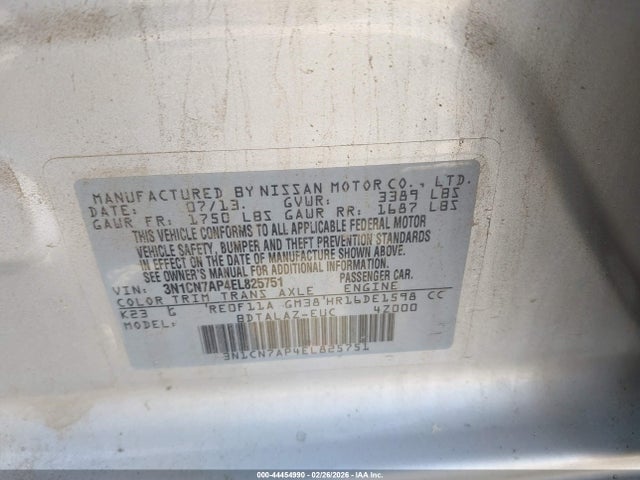 MANUFACTURED BY NISSAN MOTOR CO., LTD.
DATE: 07/13. GVWR: 3389 LBS
GAWR FR: 1750 LBS GAWR RR: 1687 LBS
THIS VEHICLE CONFORMS TO ALL APPLICABLE FEDERAL MOTOR
VEHICLE SAFETY, BUMPER AND THEFT PREVENTION STANDARDS
IN EFFECT ON THE DATE OF MANUFACTURE SHOWN ABOVE.
SEE OWNER'S MANUAL FOR ADDITIONAL INFORMATION.
VIN: 3N1CN7AP4EL825751 PASSENGER CAR.
COLOR TRIM TRANS AXLE ENGINE
K23 G RE0F11A GM38 HR16DE1598 CC
MODEL: BDTALAZ-EUC 4Z000
3N1CN7AP4EL825751
000-44454990 - 02/26/2026 - IAA Inc.